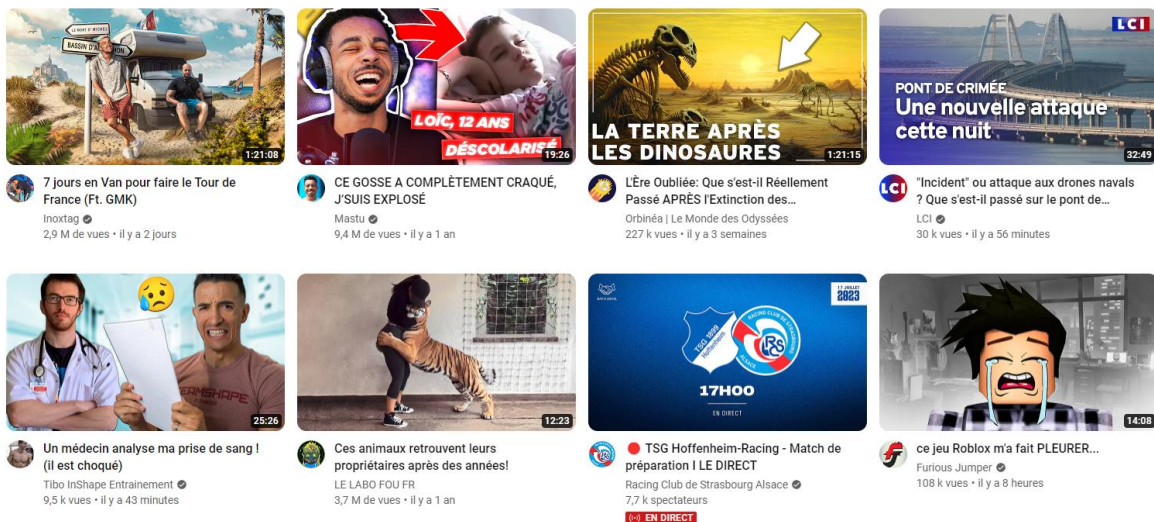 LE MONT ST MICHEL
1:21:08
7 jours en Van pour faire le Tour de
France (Ft. GMK)
Inoxtag
2,9 M de vues • il y a 2 jours
LOÏC, 12 ANS
DÉSCOLARISÉ
19:26
CE GOSSE A COMPLÈTEMENT CRAQUÉ,
J'SUIS EXPLOSÉ
Mastu
9,4 M de vues • il y a 1 an
LA TERRE APRÈS
LES DINOSAURES
1:21:15
L'Ère Oubliée: Que s'est-il Réellement
Passé APRÈS l'Extinction des...
Orbinéa | Le Monde des Odyssées
227 k vues • il y a 3 semaines
LCI
PONT DE CRIMÉE
Une nouvelle attaque
cette nuit
32:49
LCI
"Incident" ou attaque aux drones navals
? Que s'est-il passé sur le pont de...
LCI
30 k vues • il y a 56 minutes
25:26
Un médecin analyse ma prise de sang !
(il est choqué)
Tibo InShape Entrainement
9,5 k vues • il y a 43 minutes
12:23
Ces animaux retrouvent leurs
propriétaires après des années!
LE LABO FOU FR
3,7 M de vues • il y a 1 an
17 JUILLET
2023
TSG 1899
Hoffenheim
RACING CLUB DE STRASBOURG
ALSACE
RCS
17H00
EN DIRECT
TSG Hoffenheim-Racing - Match de
préparation I LE DIRECT
Racing Club de Strasbourg Alsace
7,7 k spectateurs
EN DIRECT
14:08
ce jeu Roblox m'a fait PLEURER...
Furious Jumper
108 k vues • il y a 8 heures